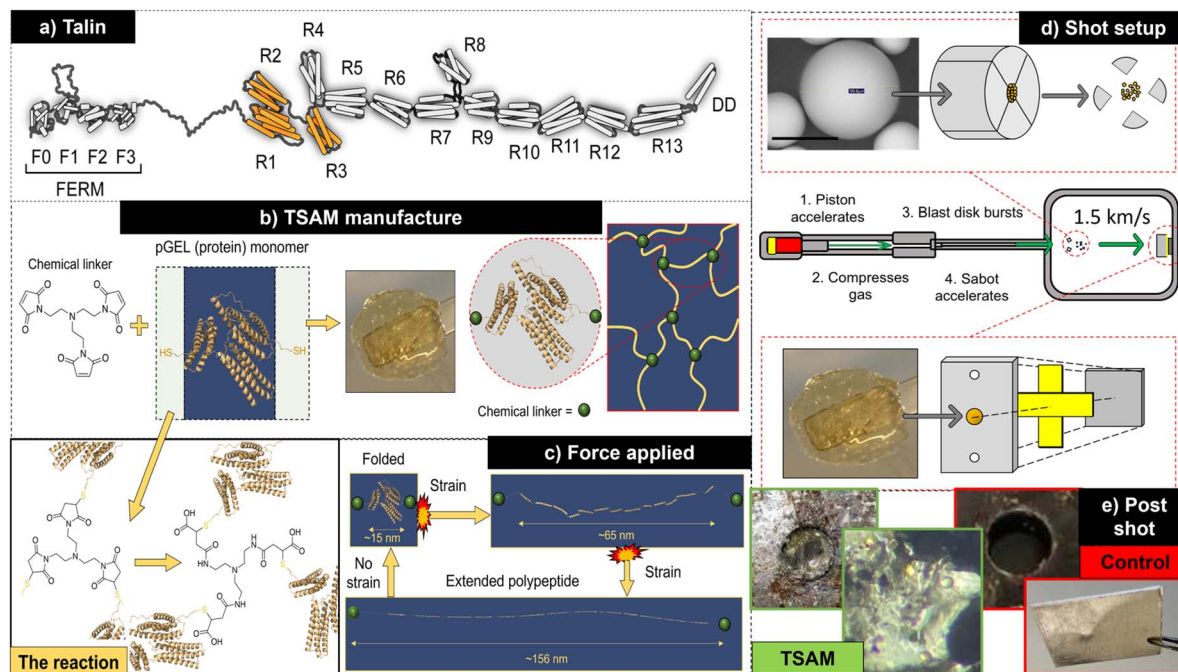 a) Talin
R4
R2
R8
R5
R6
DD
F0 F1 F2 F3
R1
R3
R7
R9
R10
R11
R12
R13
FERM
b) TSAM manufacture
pGEL (protein) monomer
Chemical linker
O
N
O
O
N
O
N
O
N
O
HS
SH
Chemical linker =
The reaction
c) Force applied
Folded
~15 nm
Strain
~65 nm
No
strain
Extended polypeptide
Strain
~156 nm
d) Shot setup
1. Piston
accelerates
3. Blast disk bursts
1.5 km/s
2. Compresses
gas
4. Sabot
accelerates
e) Post
shot
Control
TSAM